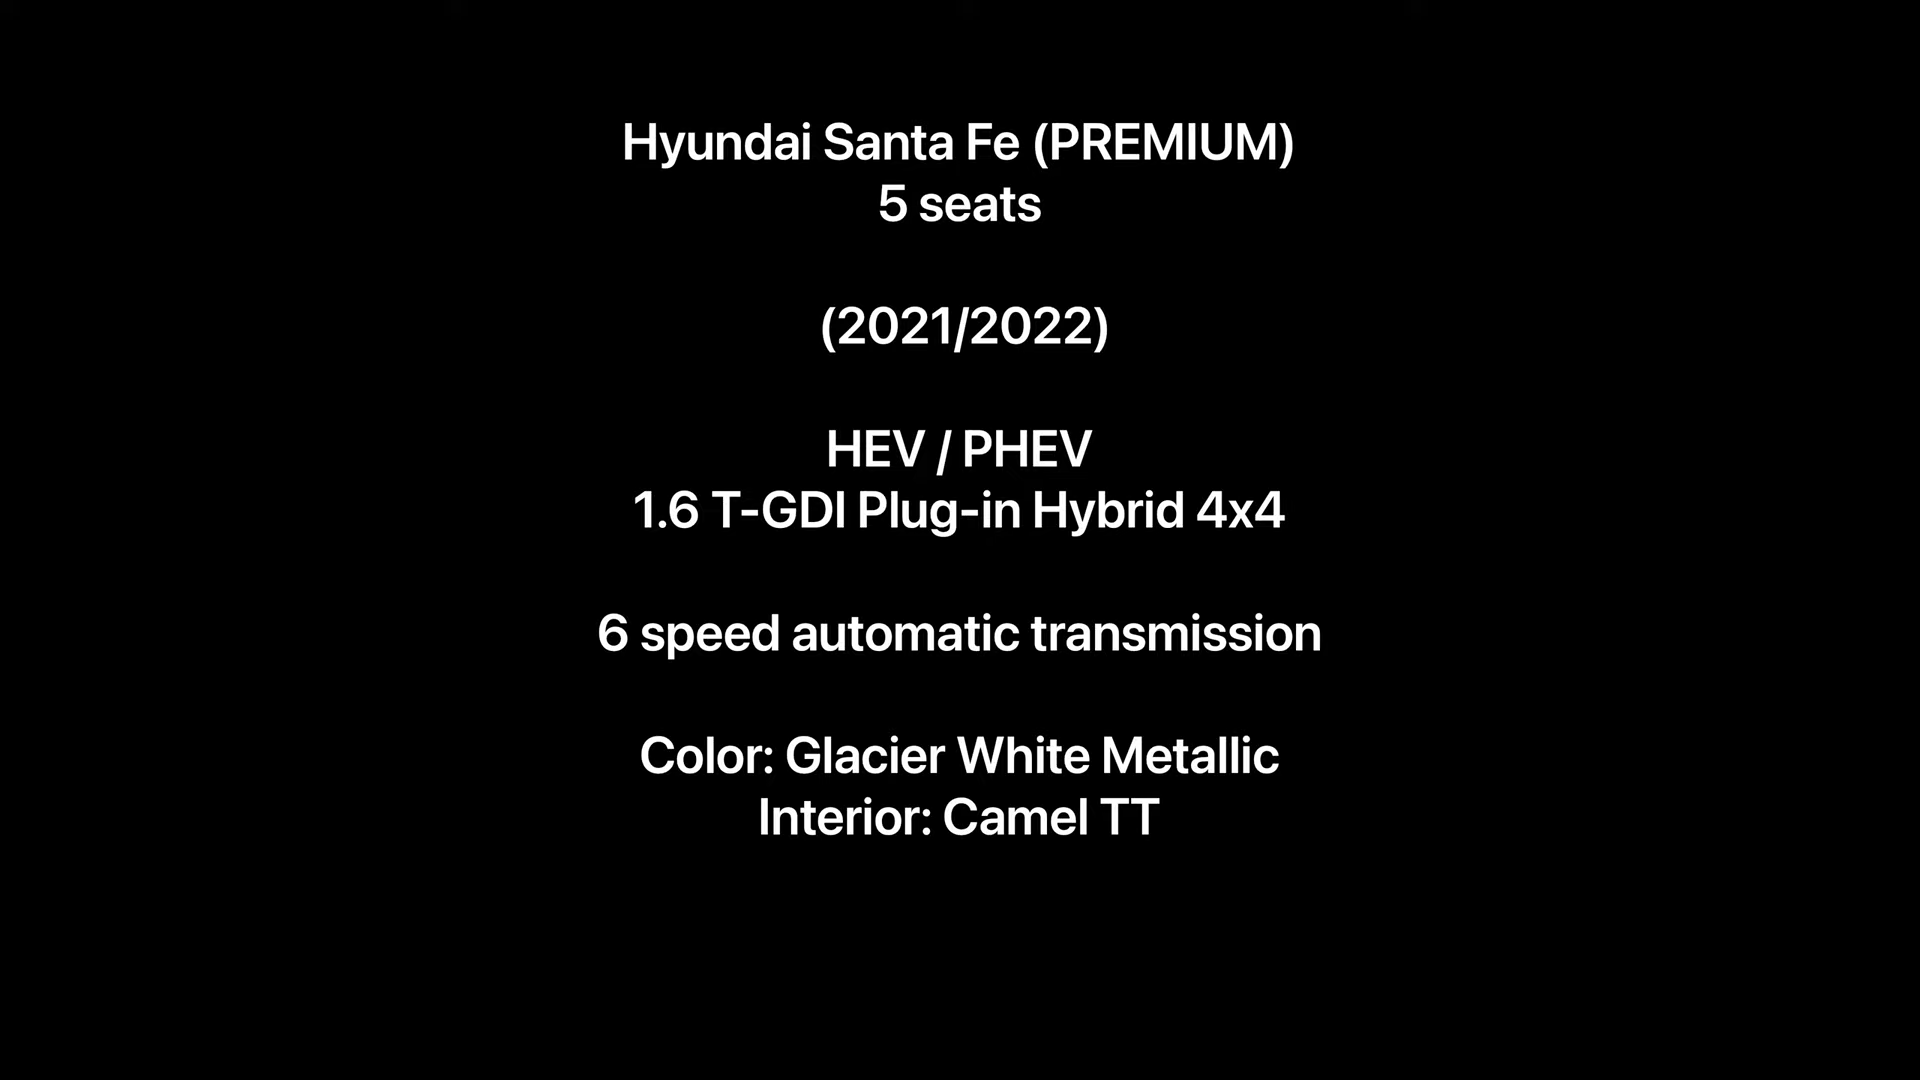 Hyundai Santa Fe (PREMIUM)
5 seats
(2021/2022)
HEV / PHEV
1.6 T-GDI Plug-in Hybrid 4x4
6 speed automatic transmission
Color: Glacier White Metallic
Interior: Camel TT